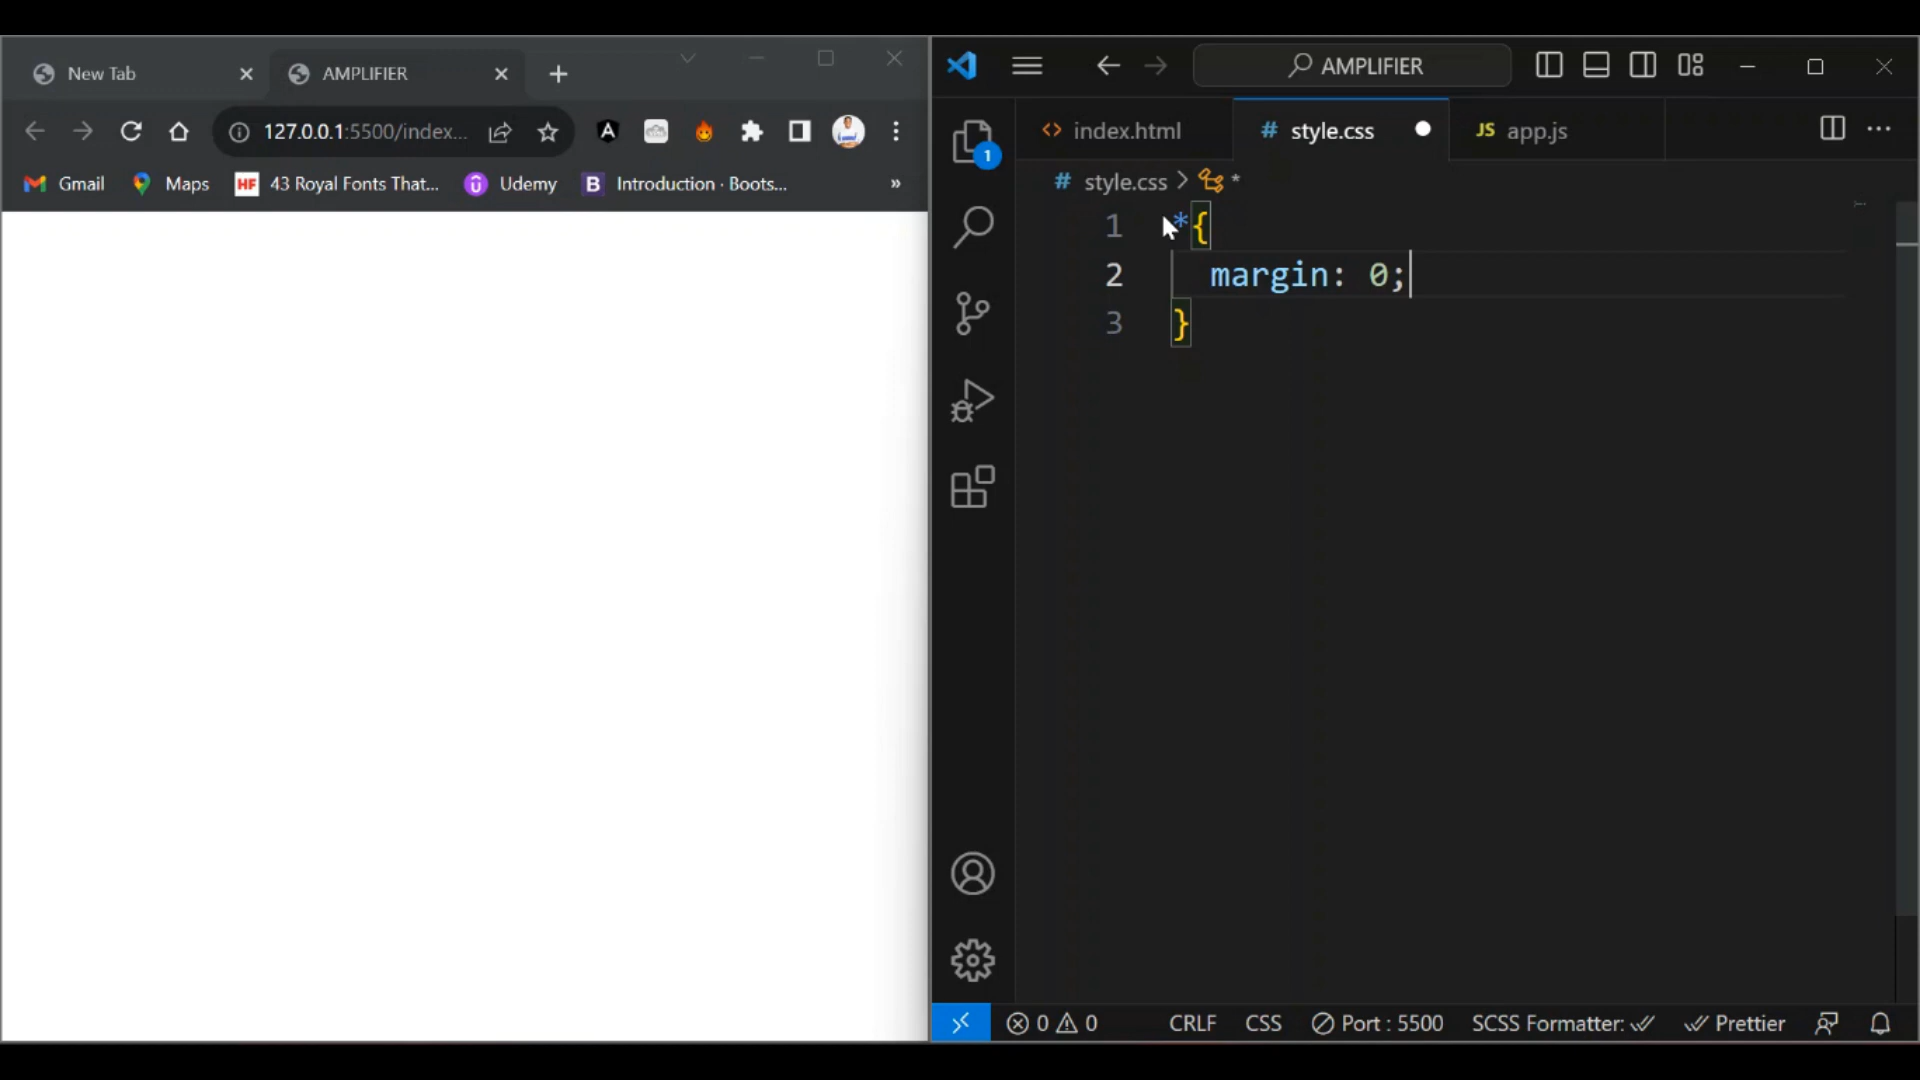 New Tab
AMPLIFIER
127.0.0.1:5500/index...
Gmail
Maps
HF 43 Royal Fonts That...
Udemy
B Introduction · Boots...
»
AMPLIFIER
1
<> index.html
# style.css
JS app.js
...
# style.css > *
1 *{
2 margin: 0;
3 }
0 0
CRLF
CSS
Port : 5500
SCSS Formatter:
Prettier